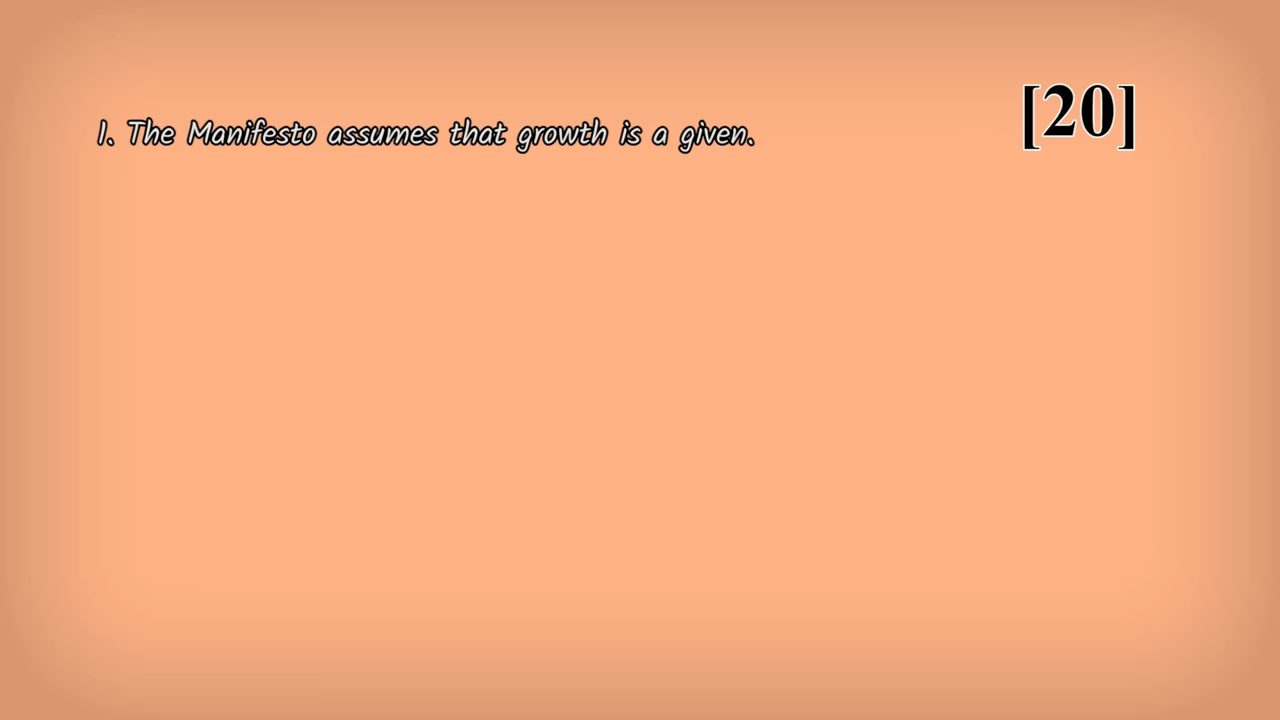 1. The Manifesto assumes that growth is a given.
[20]